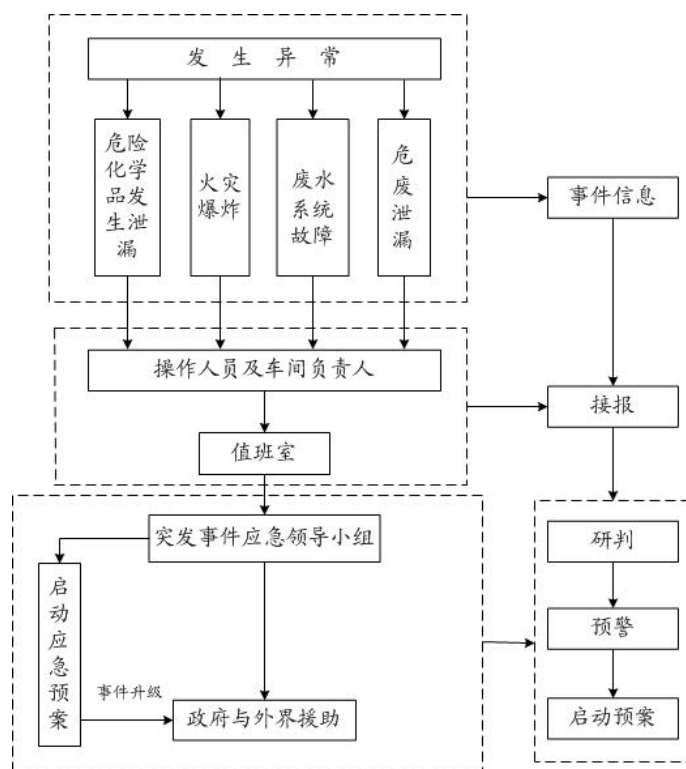 发生异常
危险
化学
品发
生泄
漏
火灾
爆炸
废水
系统
故障
危
废
泄
漏
事件信息
操作人员及车间负责人
接报
值班室
突发事件应急领导小组
研判
启
动
应
急
预
案
预警
事件升级
政府与外界援助
启动预案